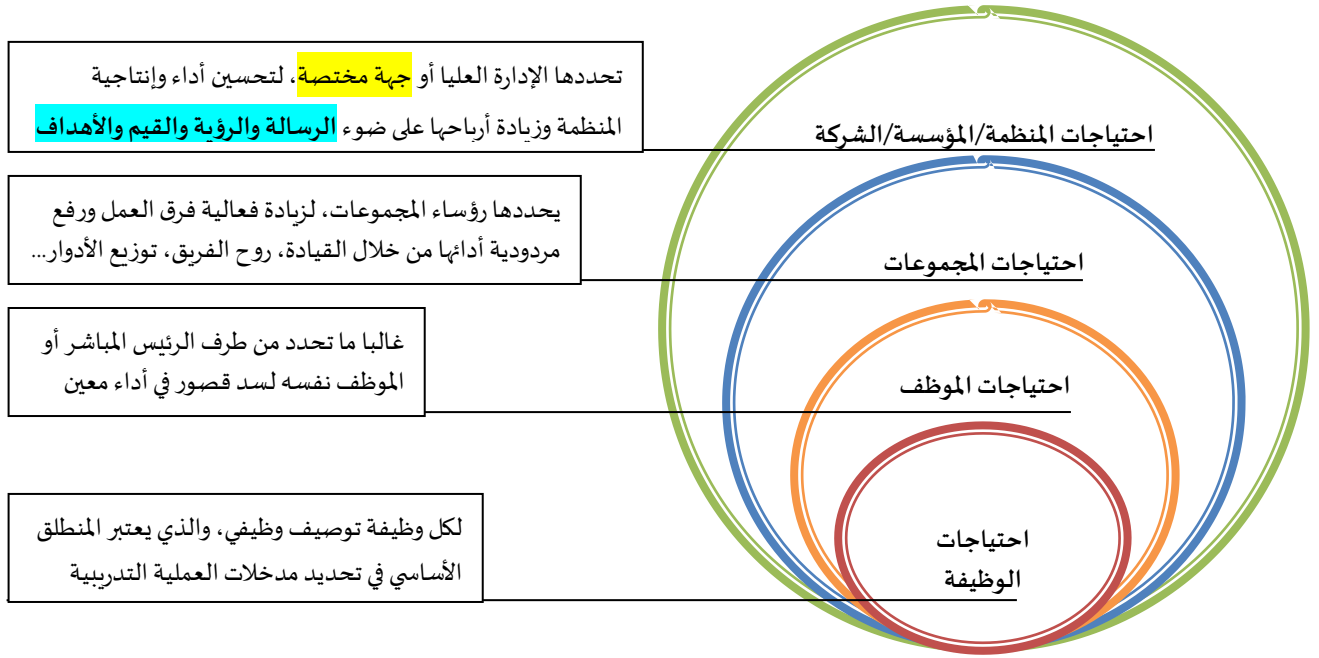 تحددها الإدارة العليا أو جهة مختصة، لتحسين أداء وإنتاجية
المنظمة وزيادة أرباحها على ضوء الرسالة والرؤية والقيم والأهداف
احتياجات المنظمة/المؤسسة/الشركة
يحددها رؤساء المجموعات، لزيادة فعالية فرق العمل ورفع
مردودية أدائها من خلال القيادة، روح الفريق، توزيع الأدوار...
احتياجات المجموعات
غالبا ما تحدد من طرف الرئيس المباشر أو
الموظف نفسه لسد قصور في أداء معين
احتياجات الموظف
لكل وظيفة توصيف وظيفي، والذي يعتبر المنطلق
الأساسي في تحديد مدخلات العملية التدريبية
احتياجات
الوظيفة